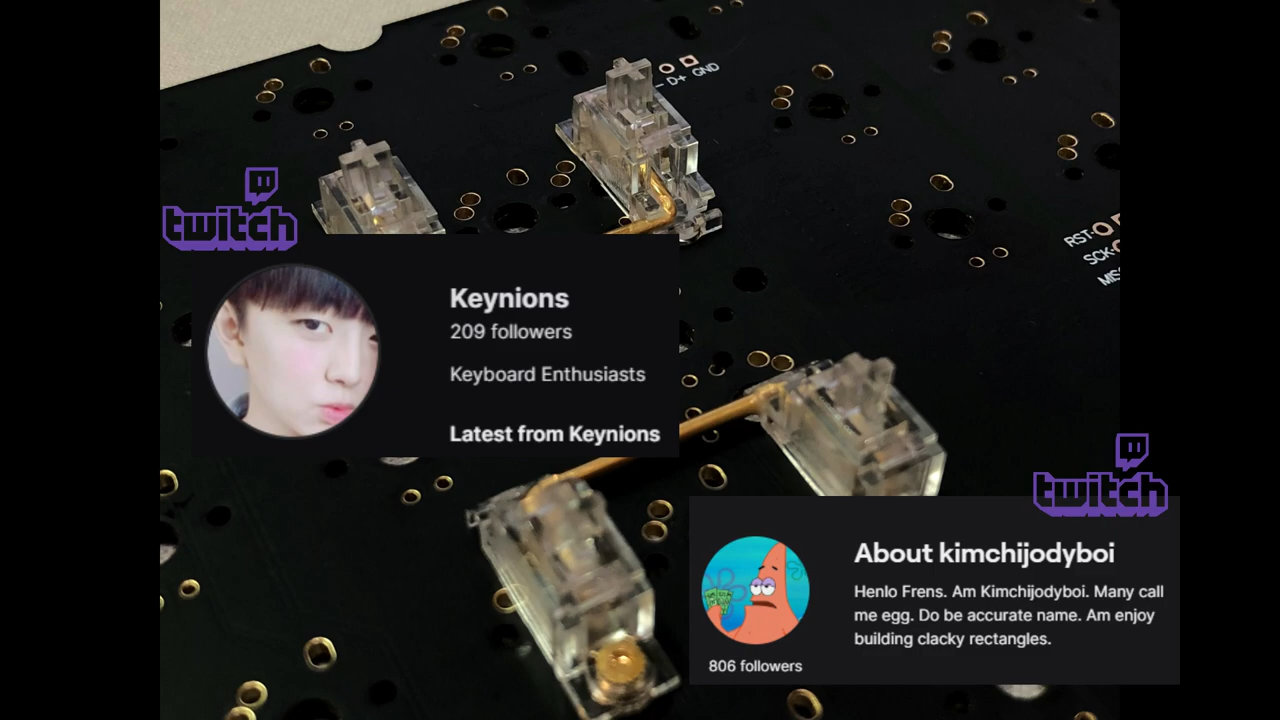 D+ GND
twitch
RST
SCK
Keynions
209 followers
Keyboard Enthusiasts
Latest from Keynions
twitch
About kimchijodyboi
Henlo Frens. Am Kimchijodyboi. Many call
me egg. Do be accurate name. Am enjoy
building clacky rectangles.
806 followers